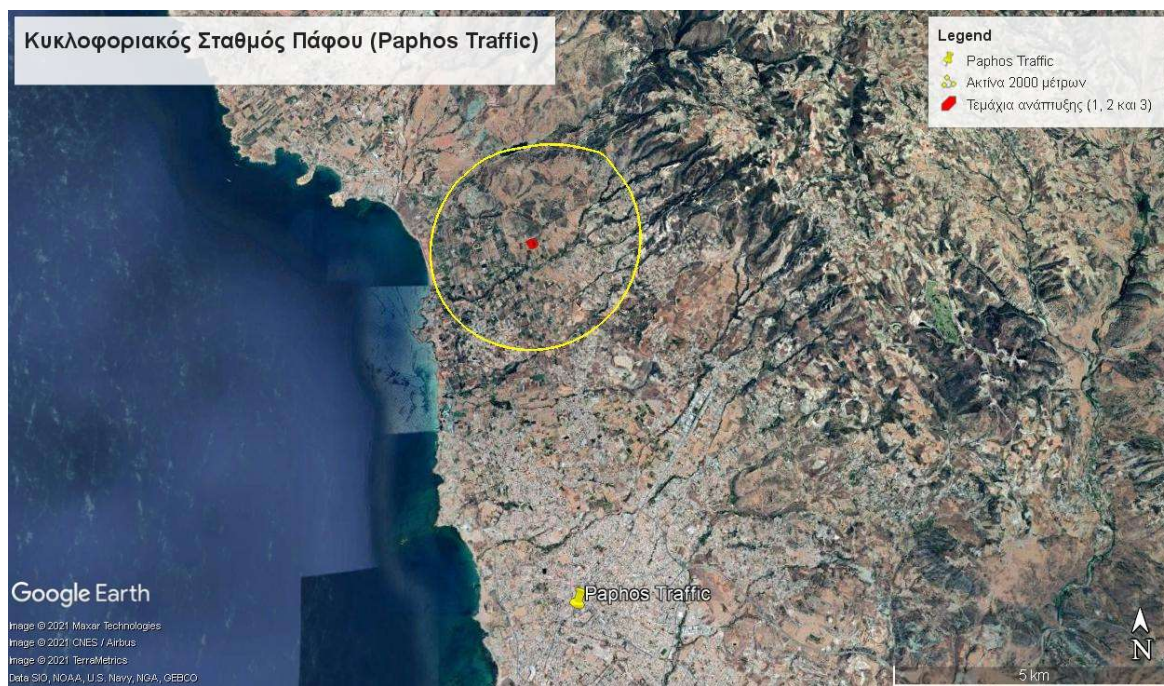 Κυκλοφοριακός Σταθμός Πάφου (Paphos Traffic)
Legend
Paphos Traffic
Ακτίνα 2000 μέτρων
Τεμάχια ανάπτυξης (1, 2 και 3)
Paphos Traffic
Google Earth
Image © 2021 Maxar Technologies
Image © 2021 CNES / Airbus
Image © 2021 TerraMetrics
Data SIO, NOAA, U.S. Navy, NGA, GEBCO
N
5 km